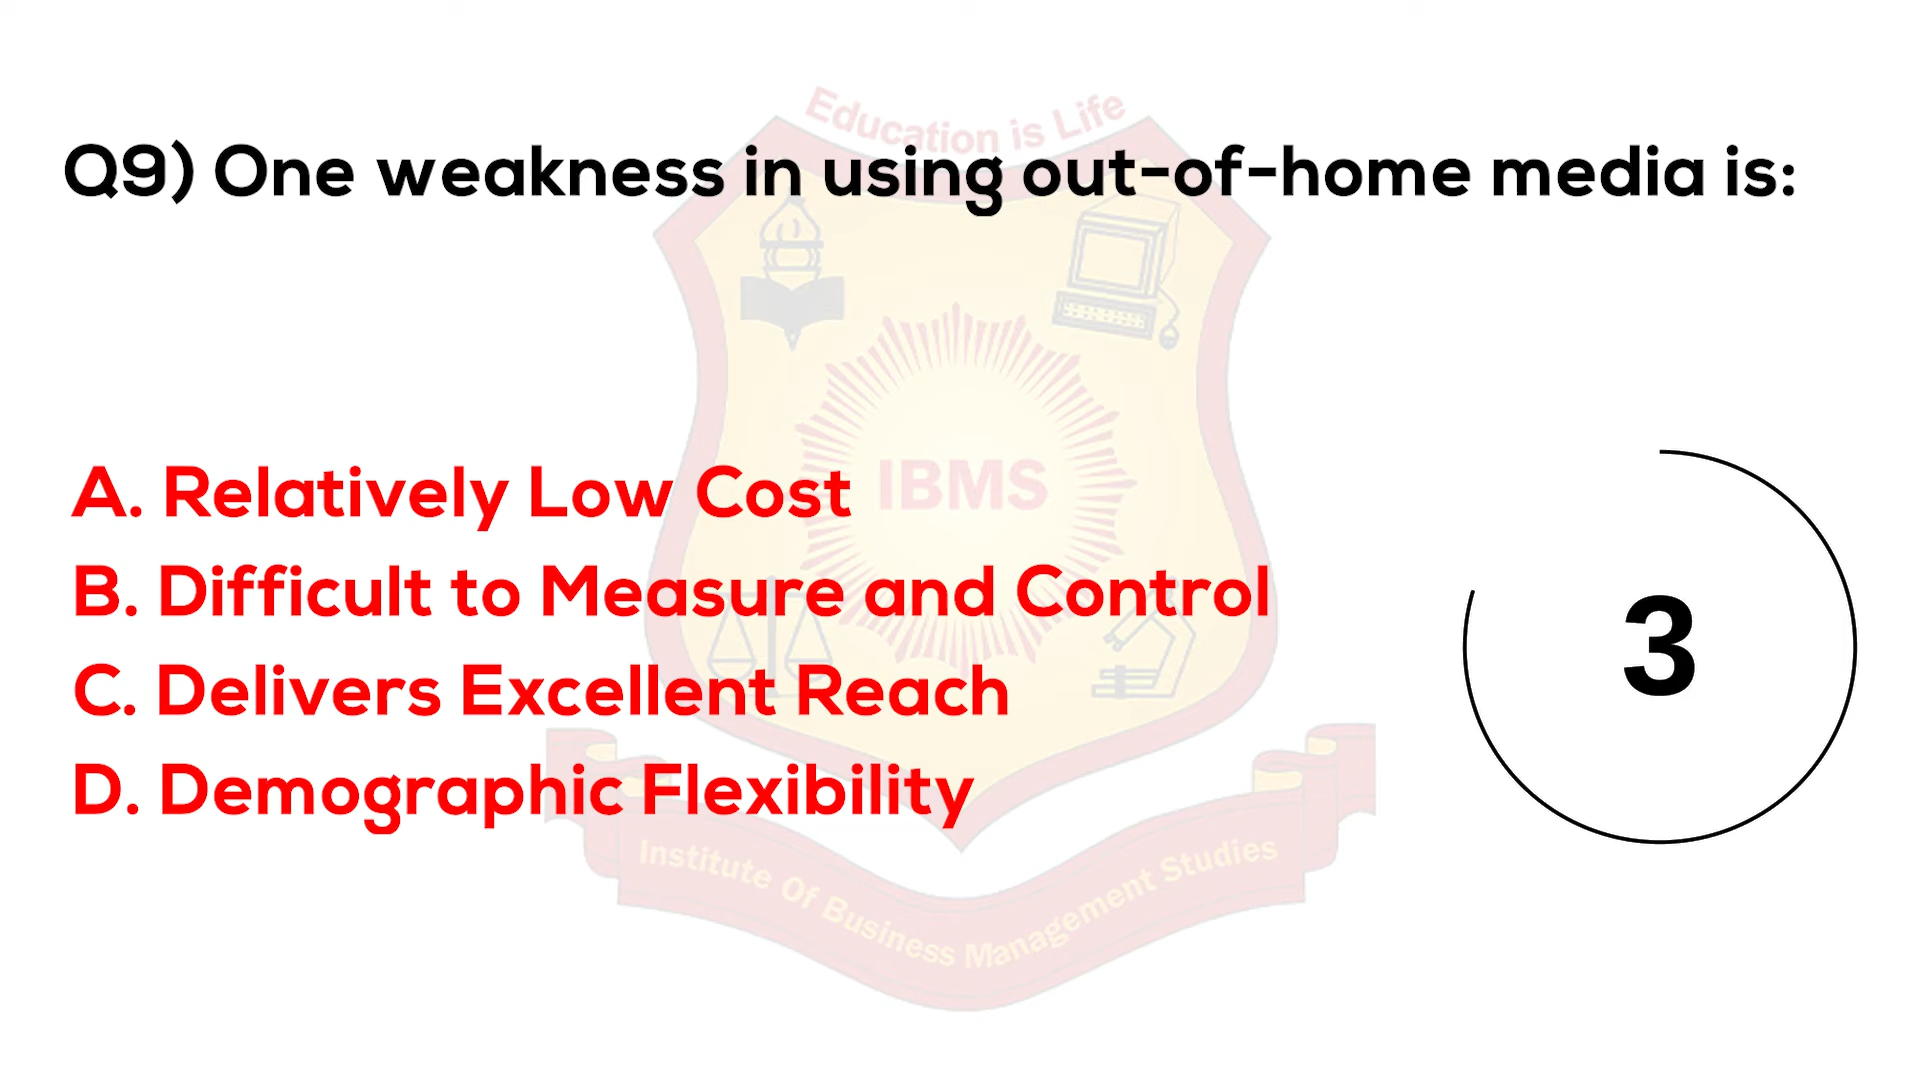 Education is Life
Q9) One weakness in using out-of-home media is:
IBMS
A. Relatively Low Cost
B. Difficult to Measure and Control
C. Delivers Excellent Reach
D. Demographic Flexibility
3
Institute Of Business Management Studies